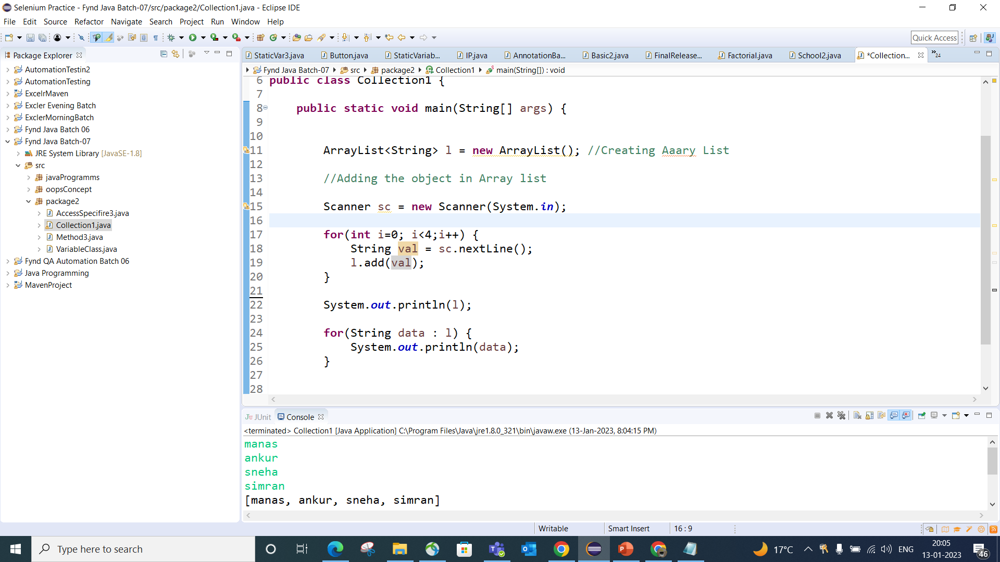 Selenium Practice - Fynd Java Batch-07/src/package2/Collection1.java - Eclipse IDE
File Edit Source Refactor Navigate Search Project Run Window Help
Quick Access
Package Explorer
AutomationTestin2
AutomationTesting
ExcelrMaven
Excler Evening Batch
ExclerMorningBatch
Fynd Java Batch 06
Fynd Java Batch-07
JRE System Library [JavaSE-1.8]
src
javaProgramms
oopsConcept
package2
AccessSpecifire3.java
Collection1.java
Method3.java
VariableClass.java
Fynd QA Automation Batch 06
Java Programming
MavenProject
StaticVar3.java Button.java StaticVariab... IP.java AnnotationBa... Basic2.java FinalRelease... Factorial.java School2.java *Collection... »24
Fynd Java Batch-07 src package2 Collection1 main(String[]) : void
6 public class Collection1 {
7
8 public static void main(String[] args) {
9
10
11 ArrayList<String> l = new ArrayList(); //Creating Aaary List
12
13 //Adding the object in Array list
14
15 Scanner sc = new Scanner(System.in);
16
17 for(int i=0; i<4;i++) {
18 String val = sc.nextLine();
19 l.add(val);
20 }
21
22 System.out.println(l);
23
24 for(String data : l) {
25 System.out.println(data);
26 }
27
28
JUnit Console
<terminated> Collection1 [Java Application] C:\Program Files\Java\jre1.8.0_321\bin\javaw.exe (13-Jan-2023, 8:04:15 PM)
manas
ankur
sneha
simran
[manas, ankur, sneha, simran]
Writable Smart Insert 16 : 9
Type here to search
17°C ENG 20:05
13-01-2023
46